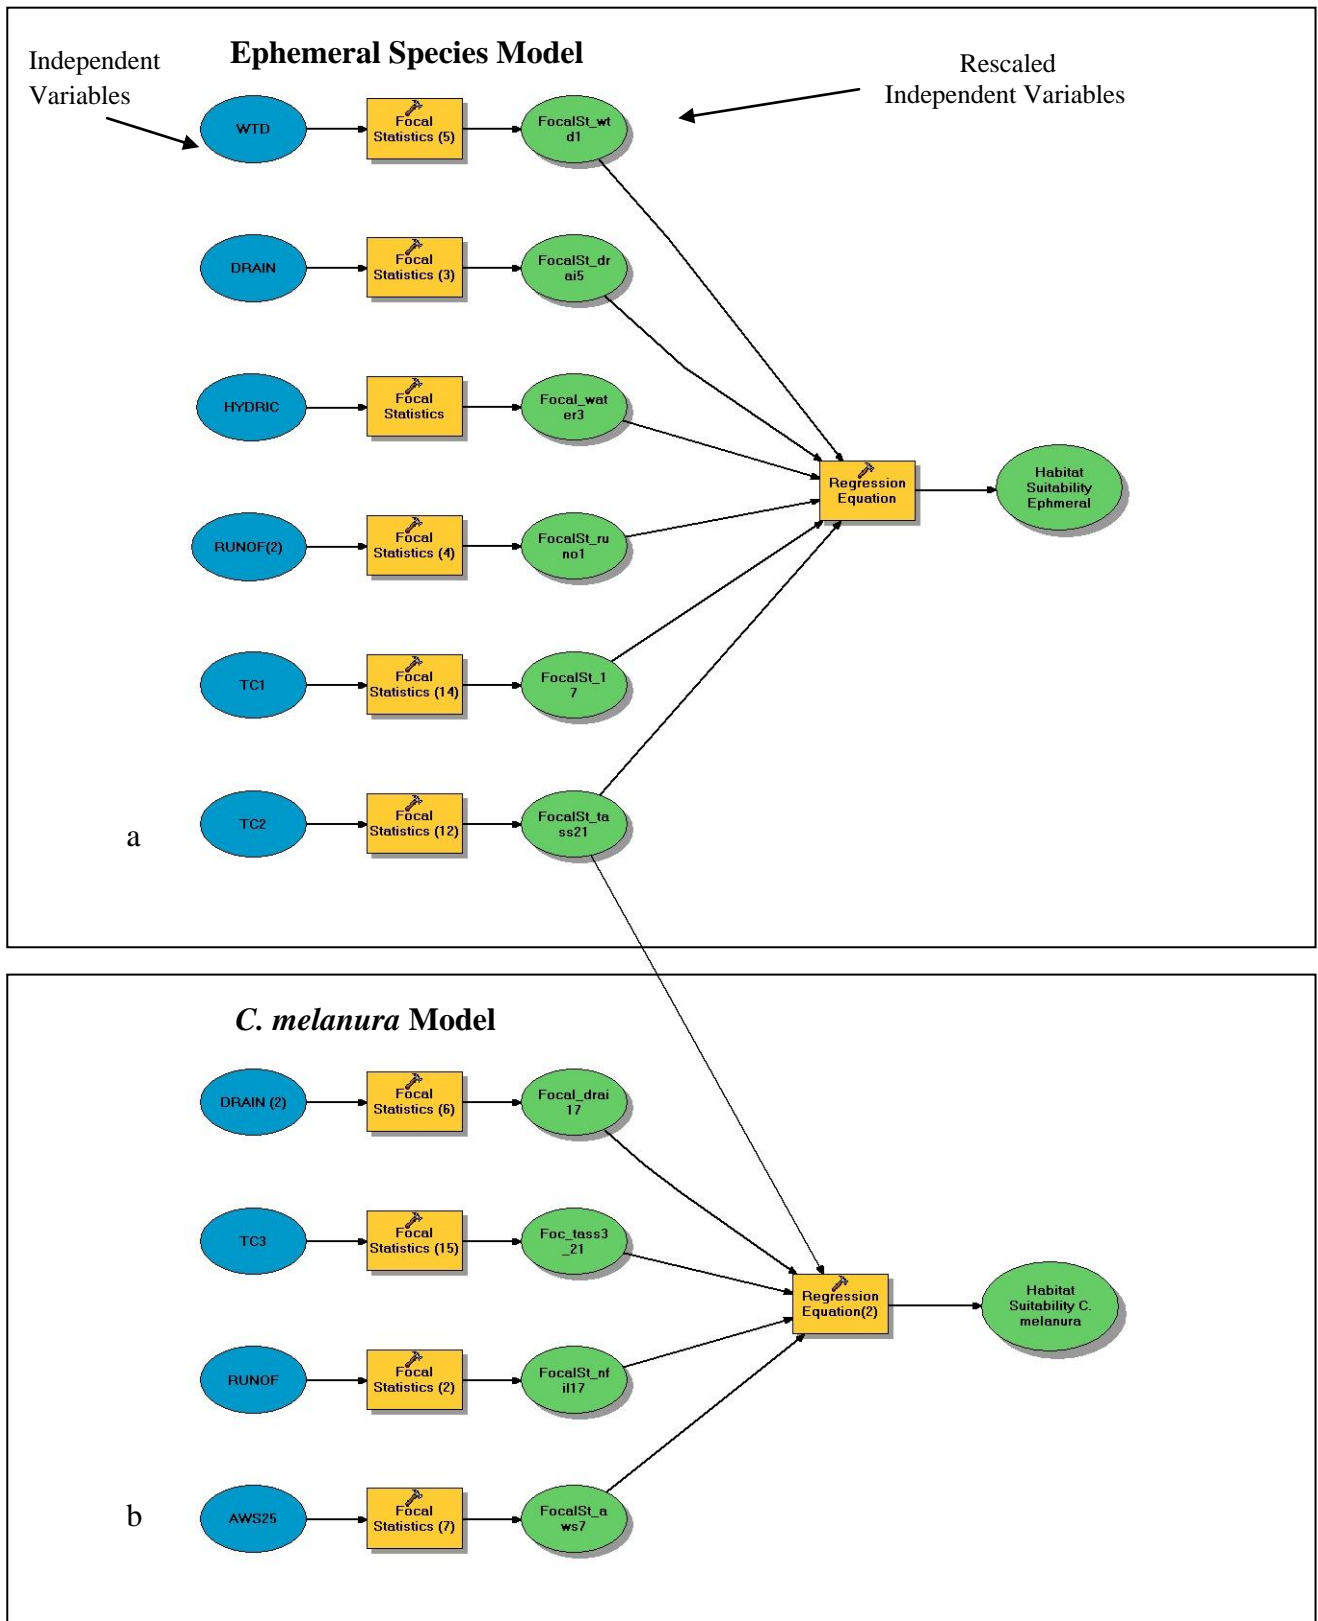 Ephemeral Species Model
Independent
Variables
Rescaled
Independent Variables
WTD
Focal
Statistics (5)
FocalSt_wt
d1
DRAIN
Focal
Statistics (3)
FocalSt_dr
ai5
HYDRIC
Focal
Statistics
Focal_wat
er3
RUNOF(2)
Focal
Statistics (4)
FocalSt_ru
no1
TC1
Focal
Statistics (14)
FocalSt_1
7
TC2
Focal
Statistics (12)
FocalSt_ta
ss21
Regression
Equation
Habitat
Suitability
Ephmeral
a
C. melanura Model
DRAIN (2)
Focal
Statistics (6)
Focal_drai
17
TC3
Focal
Statistics (15)
Foc_tass3
_21
RUNOF
Focal
Statistics (2)
FocalSt_nf
il17
AWS25
Focal
Statistics (7)
FocalSt_a
ws7
Regression
Equation(2)
Habitat
Suitability C.
melanura
b